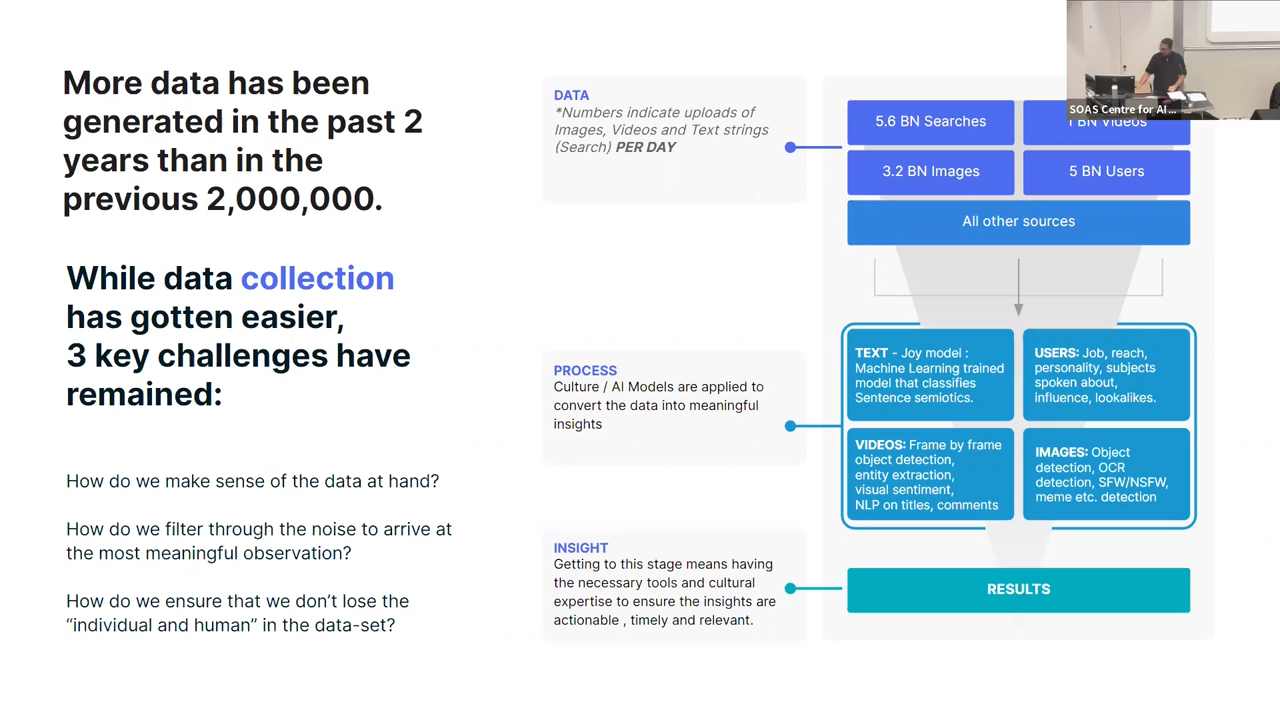 More data has been
generated in the past 2
years than in the
previous 2,000,000.
While data collection
has gotten easier,
3 key challenges have
remained:
How do we make sense of the data at hand?
How do we filter through the noise to arrive at
the most meaningful observation?
How do we ensure that we don’t lose the
“individual and human” in the data-set?
DATA
*Numbers indicate uploads of
Images, Videos and Text strings
(Search) PER DAY
5.6 BN Searches
1 BN Videos
3.2 BN Images
5 BN Users
All other sources
SOAS Centre for AI ...
PROCESS
Culture / AI Models are applied to
convert the data into meaningful
insights
TEXT - Joy model :
Machine Learning trained
model that classifies
Sentence semiotics.
USERS: Job, reach,
personality, subjects
spoken about,
influence, lookalikes.
VIDEOS: Frame by frame
object detection,
entity extraction,
visual sentiment,
NLP on titles, comments
IMAGES: Object
detection, OCR
detection, SFW/NSFW,
meme etc. detection
INSIGHT
Getting to this stage means having
the necessary tools and cultural
expertise to ensure the insights are
actionable , timely and relevant.
RESULTS